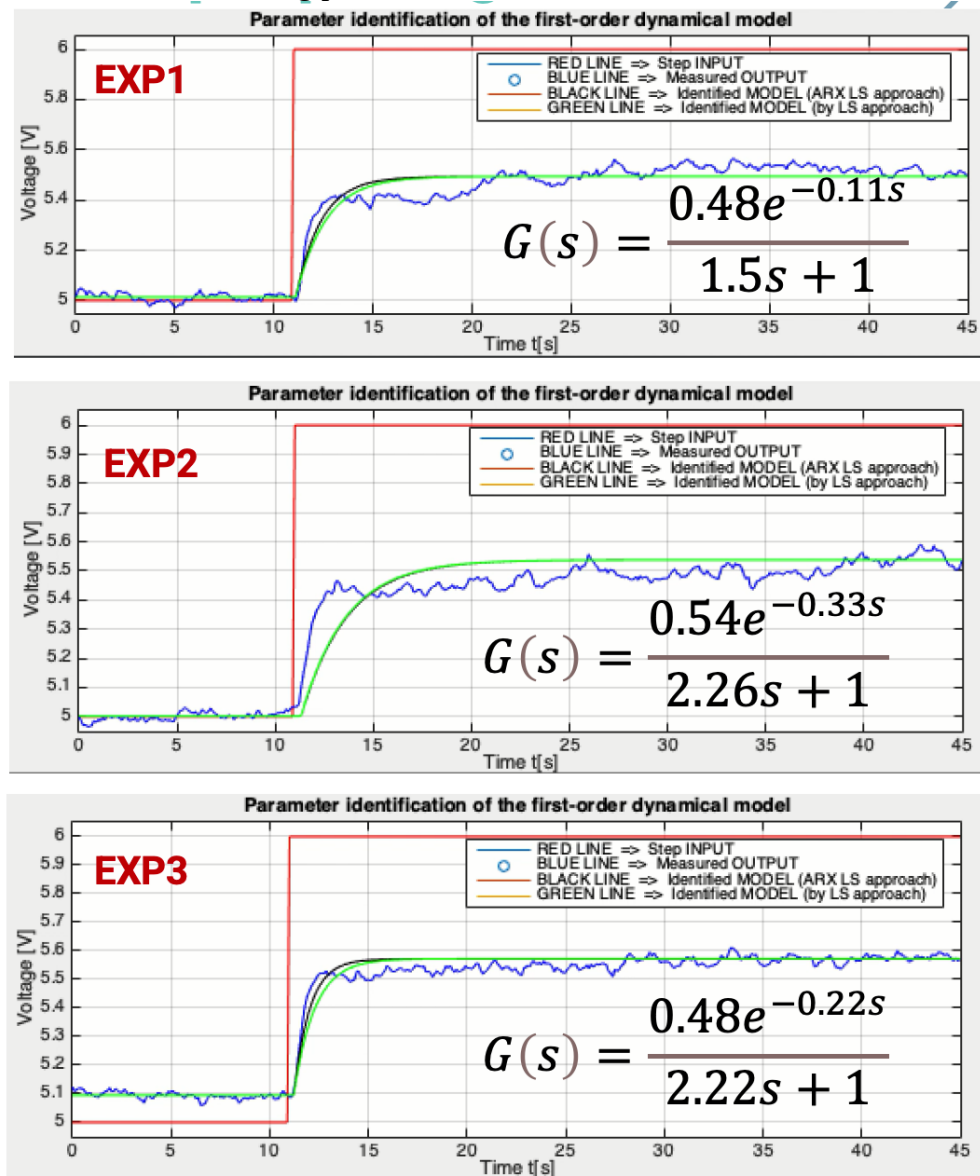 Parameter identification of the first-order dynamical model
EXP1
RED LINE => Step INPUT
BLUE LINE => Measured OUTPUT
BLACK LINE => Identified MODEL (ARX LS approach)
GREEN LINE => Identified MODEL (by LS approach)
Voltage [V]
6
5.8
5.6
5.4
5.2
5
G(s) = 0.48e^−0.11s / 1.5s + 1
0 5 10 15 20 25 30 35 40 45
Time t[s]
Parameter identification of the first-order dynamical model
EXP2
RED LINE => Step INPUT
BLUE LINE => Measured OUTPUT
BLACK LINE => Identified MODEL (ARX LS approach)
GREEN LINE => Identified MODEL (by LS approach)
Voltage [V]
6
5.9
5.8
5.7
5.6
5.5
5.4
5.3
5.2
5.1
5
G(s) = 0.54e^−0.33s / 2.26s + 1
0 5 10 15 20 25 30 35 40 45
Time t[s]
Parameter identification of the first-order dynamical model
EXP3
RED LINE => Step INPUT
BLUE LINE => Measured OUTPUT
BLACK LINE => Identified MODEL (ARX LS approach)
GREEN LINE => Identified MODEL (by LS approach)
Voltage [V]
6
5.9
5.8
5.7
5.6
5.5
5.4
5.3
5.2
5.1
5
G(s) = 0.48e^−0.22s / 2.22s + 1
0 5 10 15 20 25 30 35 40 45
Time t[s]